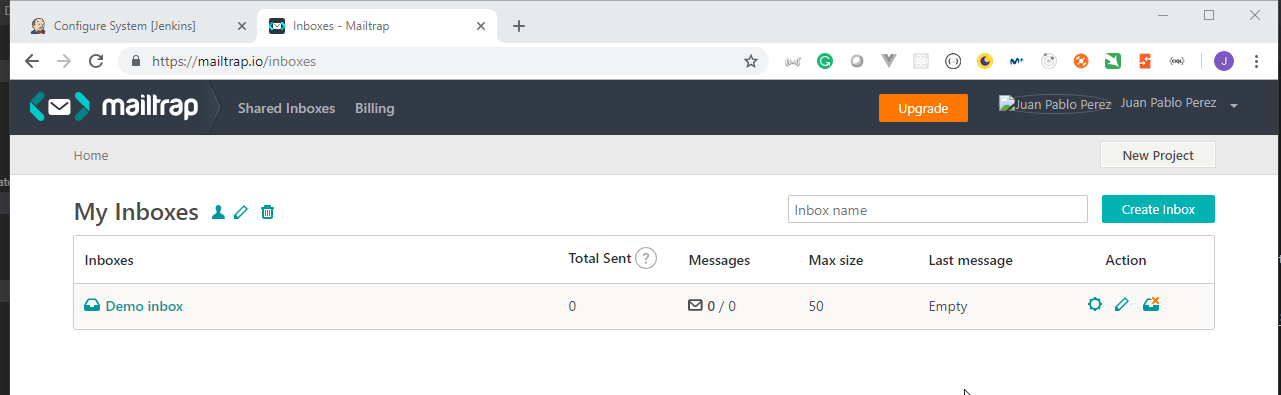 Configure System [Jenkins]
Inboxes - Mailtrap
https://mailtrap.io/inboxes
J
mailtrap
Shared Inboxes
Billing
Upgrade
Juan Pablo Perez
Juan Pablo Perez
Home
New Project
My Inboxes
Inbox name
Create Inbox
Inboxes Total Sent ? Messages Max size Last message Action
Demo inbox 0 0 / 0 50 Empty